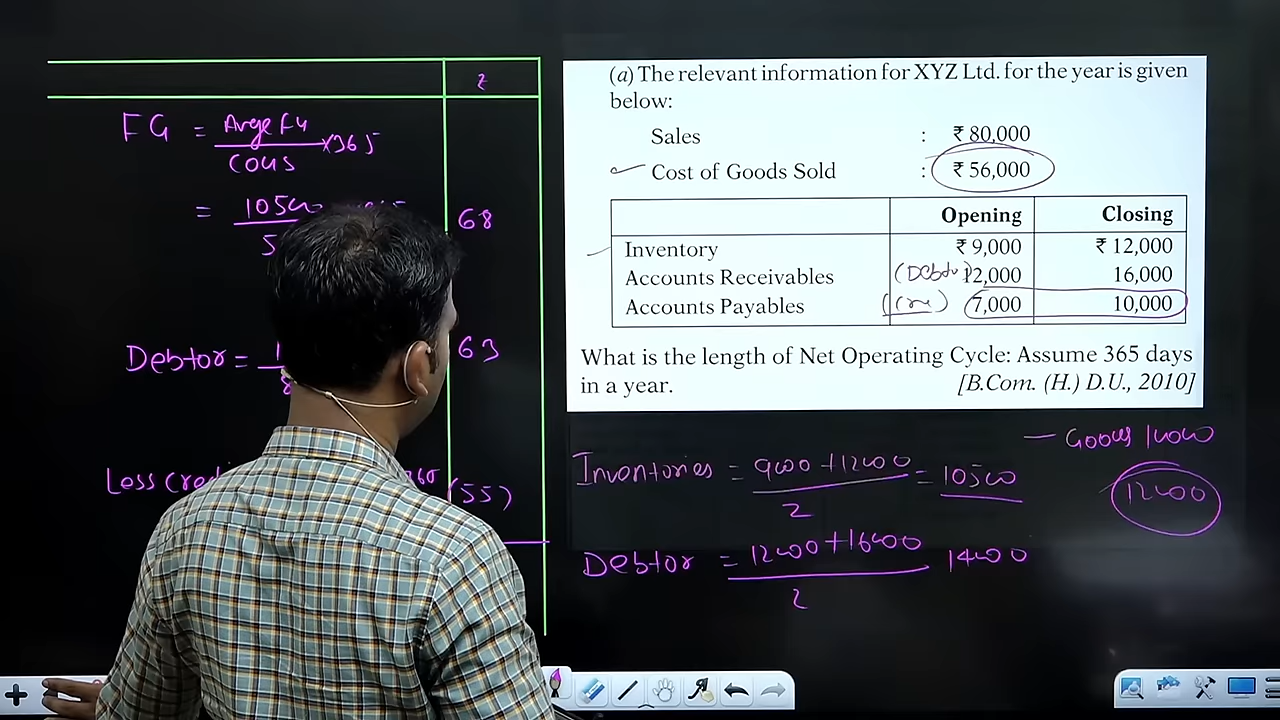 ₹
FG = Avge FG / COGS ×365
= 10500
5
68
Debtor =
63
Less
(55)
(a) The relevant information for XYZ Ltd. for the year is given
below:
Sales : ₹ 80,000
Cost of Goods Sold : ₹ 56,000
Opening Closing
Inventory ₹ 9,000 ₹ 12,000
Accounts Receivables (Debtor) 12,000 16,000
Accounts Payables 7,000 10,000
What is the length of Net Operating Cycle: Assume 365 days
in a year. [B.Com. (H.) D.U., 2010]
— Goods
Inventories = 9000 + 12000 / 2 = 10500
12000
Debtor = 12000 + 16000 / 2 14000